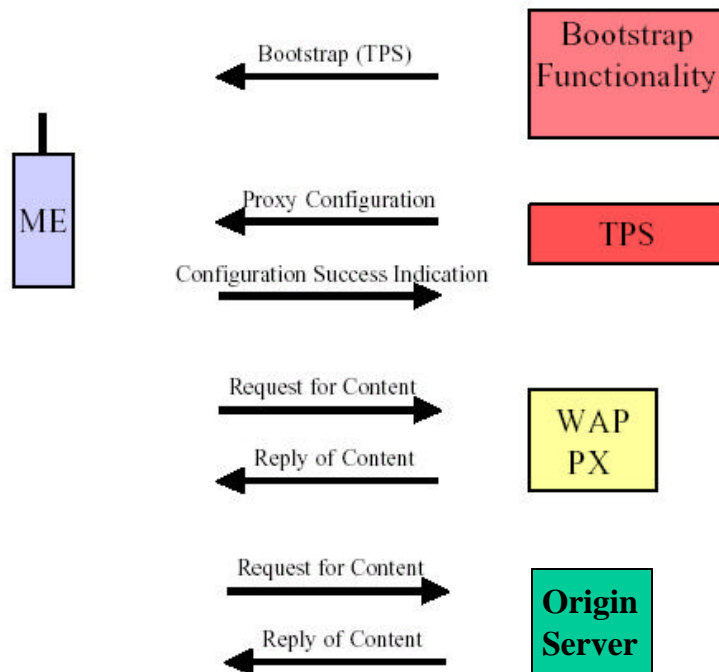 Bootstrap (TPS)
Bootstrap
Functionality
ME
Proxy Configuration
TPS
Configuration Success Indication
Request for Content
WAP
PX
Reply of Content
Request for Content
Origin
Server
Reply of Content